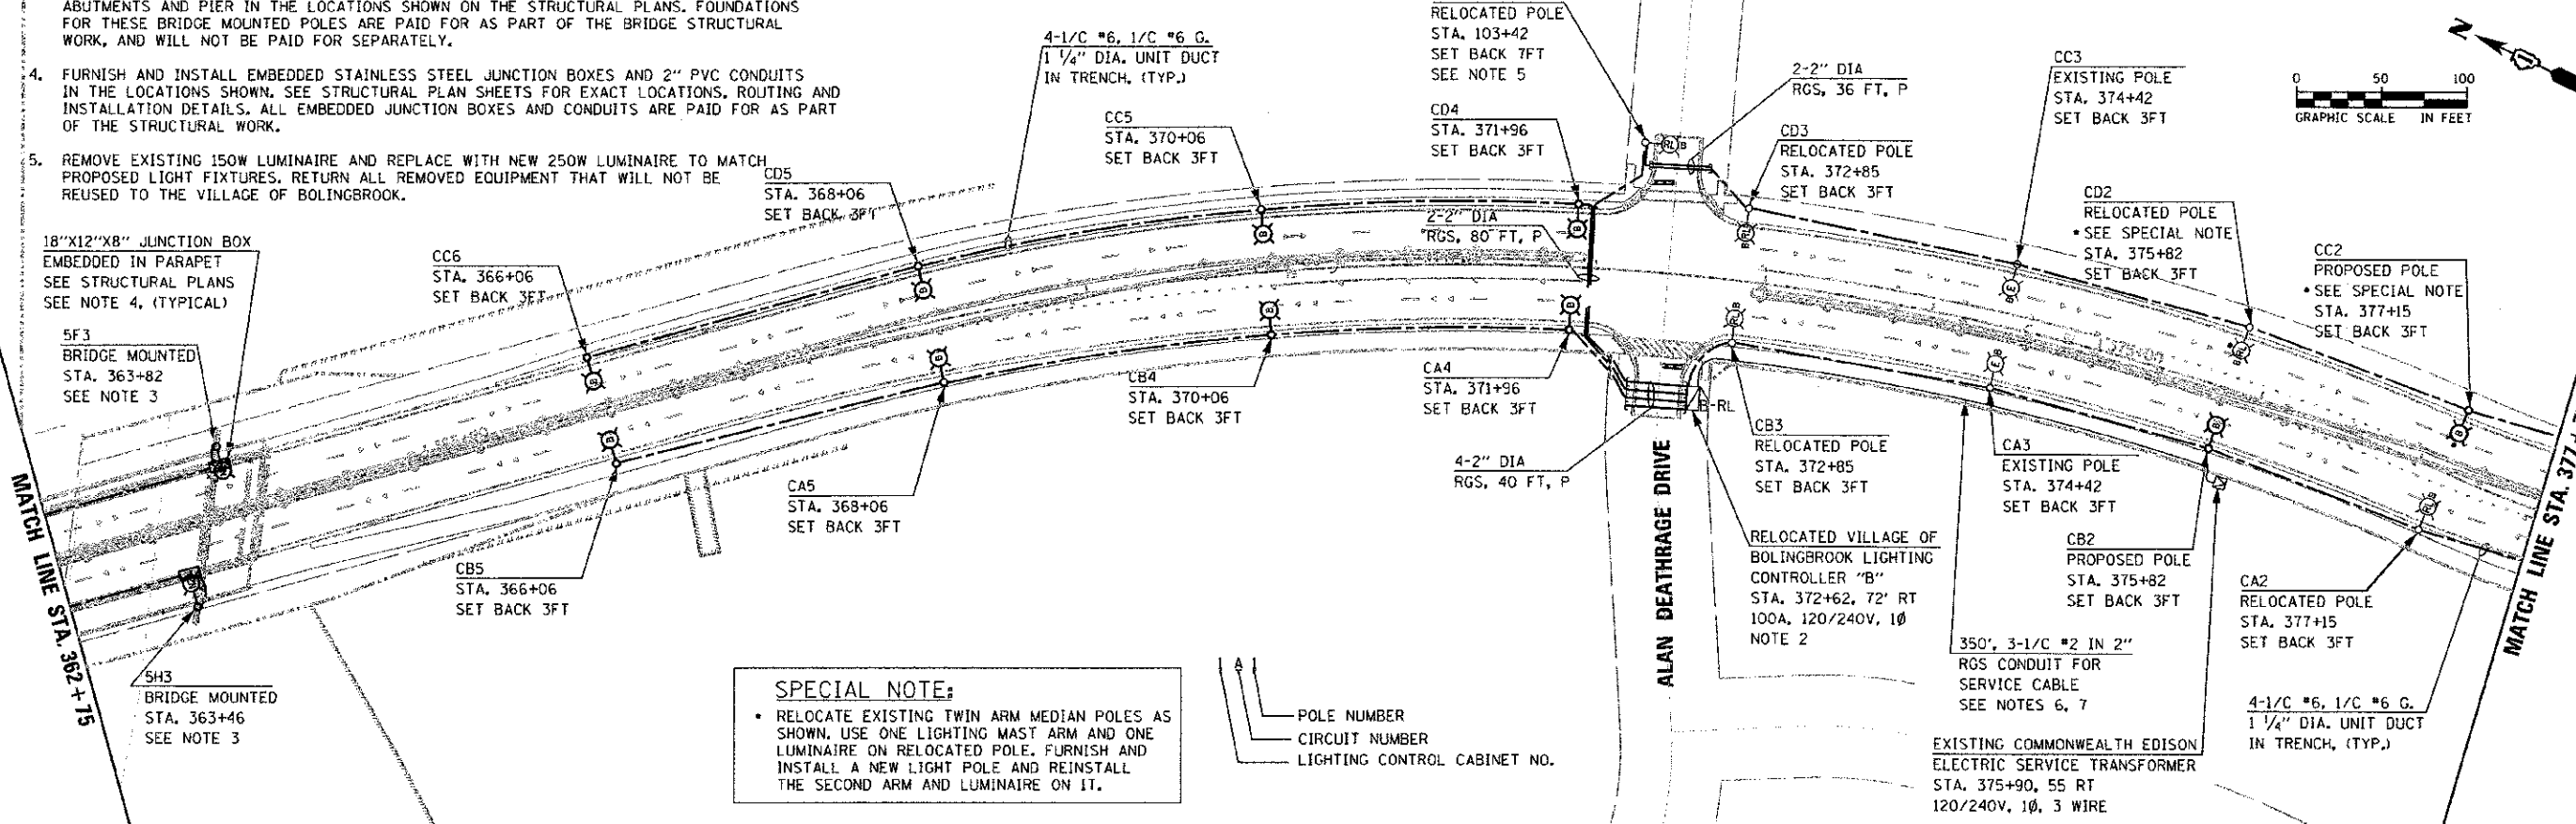 ABUTMENTS AND PIER IN THE LOCATIONS SHOWN ON THE STRUCTURAL PLANS. FOUNDATIONS
FOR THESE BRIDGE MOUNTED POLES ARE PAID FOR AS PART OF THE BRIDGE STRUCTURAL
WORK, AND WILL NOT BE PAID FOR SEPARATELY.
4. FURNISH AND INSTALL EMBEDDED STAINLESS STEEL JUNCTION BOXES AND 2" PVC CONDUITS
IN THE LOCATIONS SHOWN. SEE STRUCTURAL PLAN SHEETS FOR EXACT LOCATIONS, ROUTING AND
INSTALLATION DETAILS. ALL EMBEDDED JUNCTION BOXES AND CONDUITS ARE PAID FOR AS PART
OF THE STRUCTURAL WORK.
5. REMOVE EXISTING 150W LUMINAIRE AND REPLACE WITH NEW 250W LUMINAIRE TO MATCH
PROPOSED LIGHT FIXTURES. RETURN ALL REMOVED EQUIPMENT THAT WILL NOT BE
REUSED TO THE VILLAGE OF BOLINGBROOK.
18"X12"X8" JUNCTION BOX
EMBEDDED IN PARAPET
SEE STRUCTURAL PLANS
SEE NOTE 4, (TYPICAL)
5F3
BRIDGE MOUNTED
STA. 363+82
SEE NOTE 3
5H3
BRIDGE MOUNTED
STA. 363+46
SEE NOTE 3
MATCH LINE STA. 362+75
CC6
STA. 366+06
SET BACK 3FT
CB5
STA. 366+06
SET BACK 3FT
CD5
STA. 368+06
SET BACK 3FT
CA5
STA. 368+06
SET BACK 3FT
4-1/C #6, 1/C #6 G.
1 1/4" DIA. UNIT DUCT
IN TRENCH, (TYP.)
CC5
STA. 370+06
SET BACK 3FT
CB4
STA. 370+06
SET BACK 3FT
RELOCATED POLE
STA. 103+42
SET BACK 7FT
SEE NOTE 5
CD4
STA. 371+96
SET BACK 3FT
2-2" DIA
RGS, 80 FT, P
CA4
STA. 371+96
SET BACK 3FT
4-2" DIA
RGS, 40 FT, P
2-2" DIA
RGS, 36 FT, P
CD3
RELOCATED POLE
STA. 372+85
SET BACK 3FT
B-RL
ALAN DEATHRAGE DRIVE
CB3
RELOCATED POLE
STA. 372+85
SET BACK 3FT
RELOCATED VILLAGE OF
BOLINGBROOK LIGHTING
CONTROLLER "B"
STA. 372+62, 72' RT
100A, 120/240V, 1Ø
NOTE 2
CC3
EXISTING POLE
STA. 374+42
SET BACK 3FT
CA3
EXISTING POLE
STA. 374+42
SET BACK 3FT
CD2
RELOCATED POLE
*SEE SPECIAL NOTE
STA. 375+82
SET BACK 3FT
CB2
PROPOSED POLE
STA. 375+82
SET BACK 3FT
350', 3-1/C #2 IN 2"
RGS CONDUIT FOR
SERVICE CABLE
SEE NOTES 6, 7
EXISTING COMMONWEALTH EDISON
ELECTRIC SERVICE TRANSFORMER
STA. 375+90, 55 RT
120/240V, 1Ø, 3 WIRE
CC2
PROPOSED POLE
*SEE SPECIAL NOTE
STA. 377+15
SET BACK 3FT
CA2
RELOCATED POLE
STA. 377+15
SET BACK 3FT
4-1/C #6, 1/C #6 G.
1 1/4" DIA. UNIT DUCT
IN TRENCH, (TYP.)
MATCH LINE STA. 377+
N
0 50 100
GRAPHIC SCALE IN FEET
SPECIAL NOTE:
* RELOCATE EXISTING TWIN ARM MEDIAN POLES AS
SHOWN. USE ONE LIGHTING MAST ARM AND ONE
LUMINAIRE ON RELOCATED POLE. FURNISH AND
INSTALL A NEW LIGHT POLE AND REINSTALL
THE SECOND ARM AND LUMINAIRE ON IT.
1 A 1
POLE NUMBER
CIRCUIT NUMBER
LIGHTING CONTROL CABINET NO.